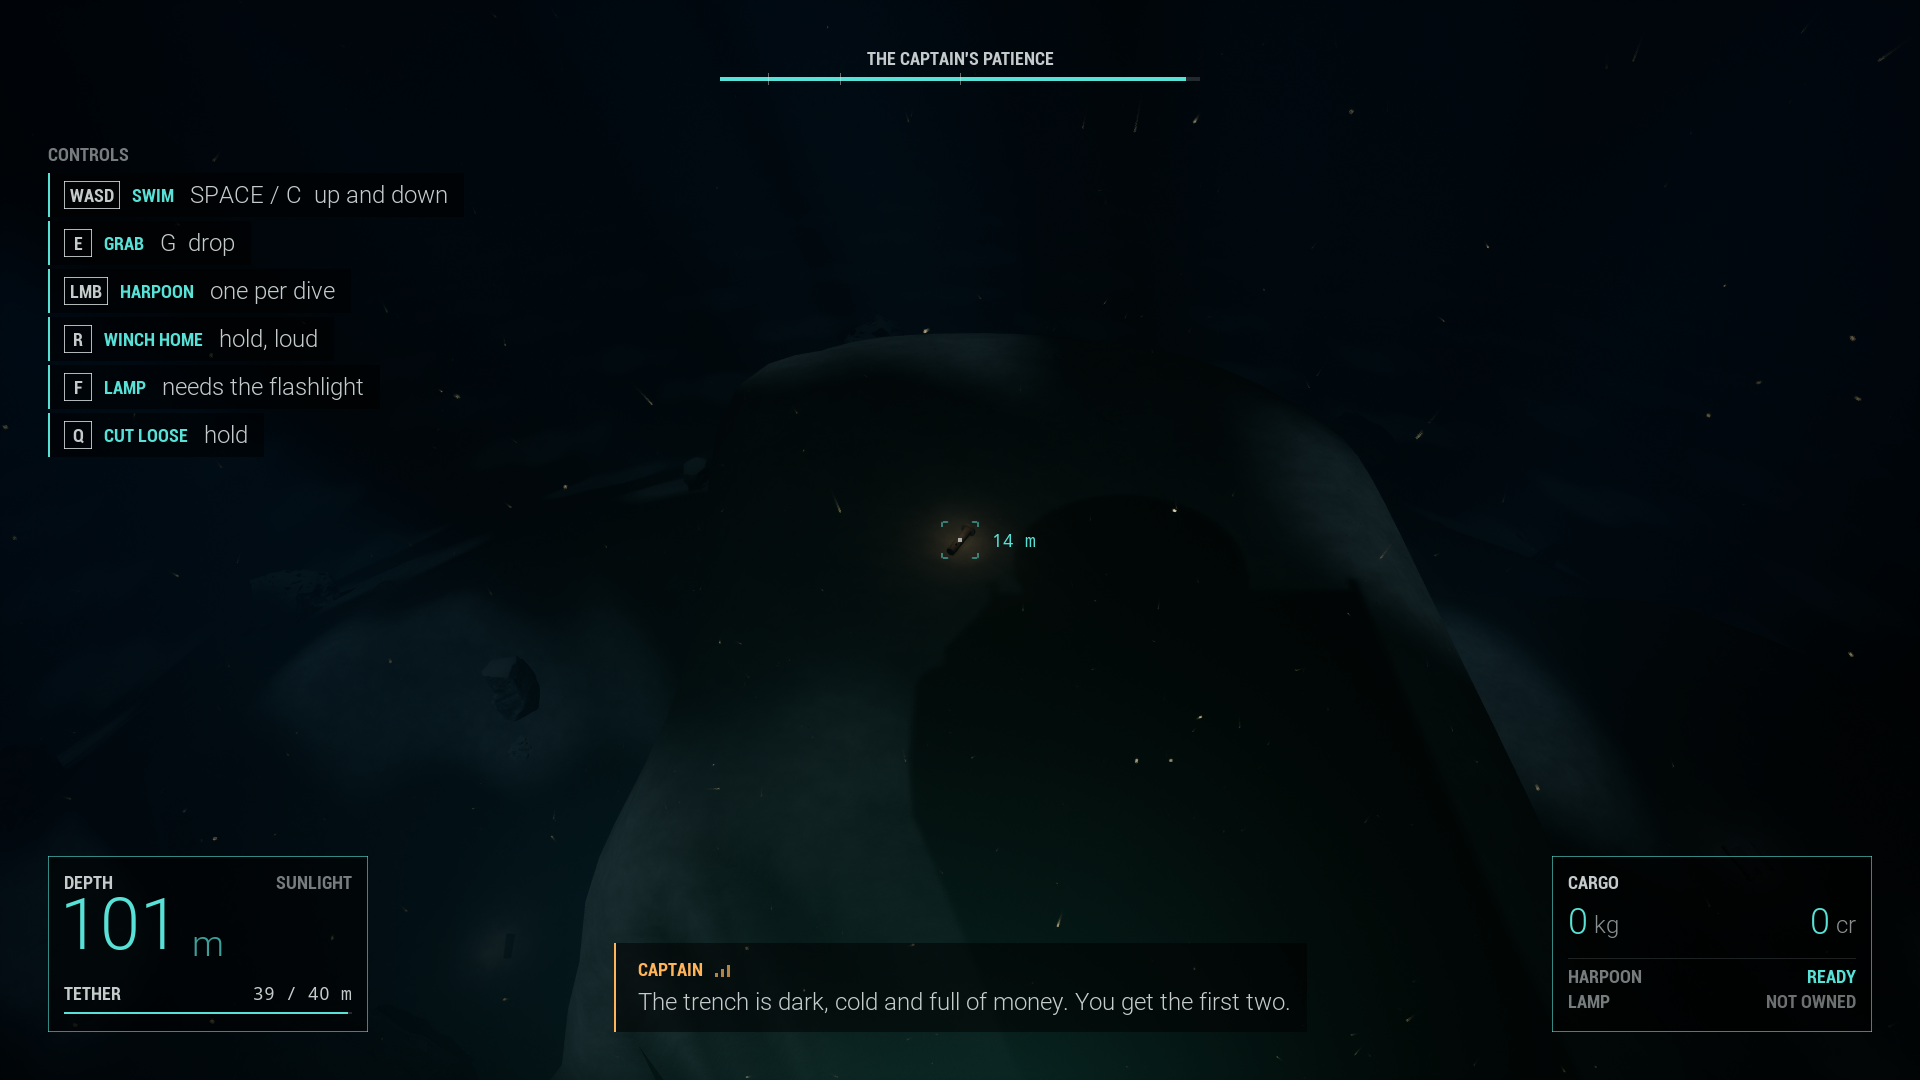 THE CAPTAIN'S PATIENCE
CONTROLS
WASD SWIM SPACE / C up and down
E GRAB G drop
LMB HARPOON one per dive
R WINCH HOME hold, loud
F LAMP needs the flashlight
Q CUT LOOSE hold
14 m
DEPTH SUNLIGHT
101 m
TETHER 39 / 40 m
CAPTAIN
The trench is dark, cold and full of money. You get the first two.
CARGO
0 kg 0 cr
HARPOON READY
LAMP NOT OWNED